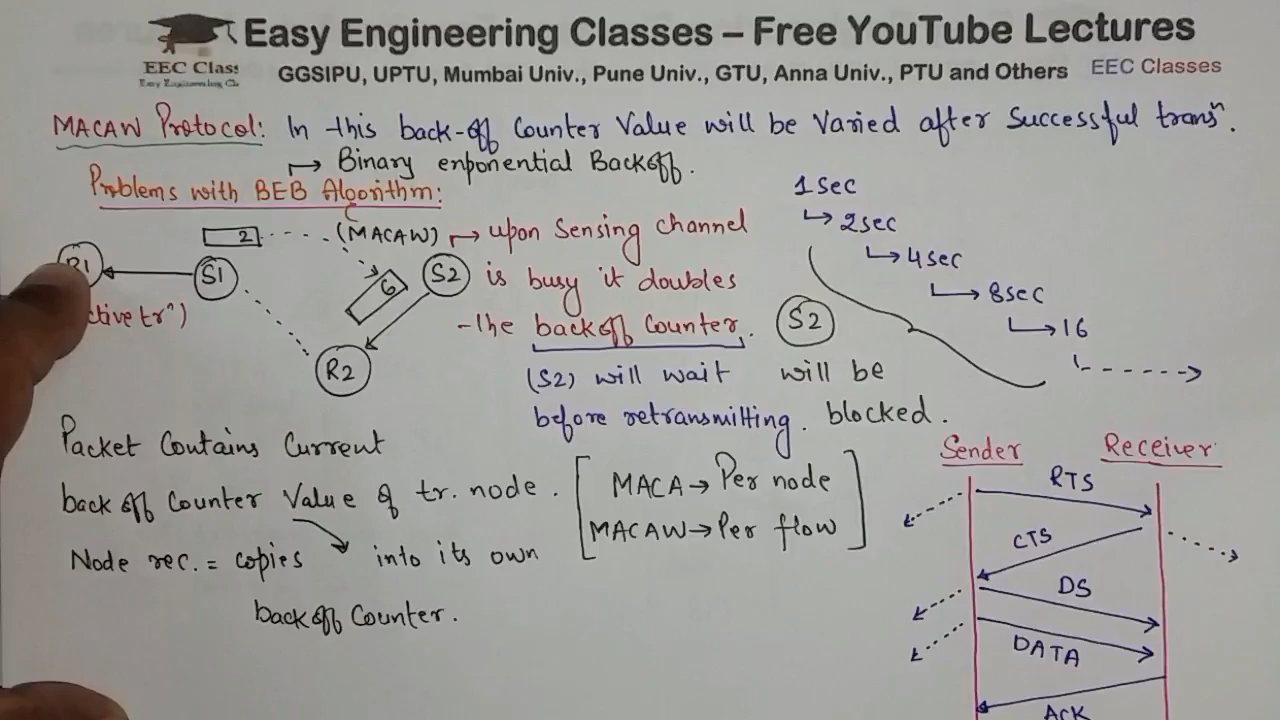 Easy Engineering Classes – Free YouTube Lectures
EEC Class
GGSIPU, UPTU, Mumbai Univ., Pune Univ., GTU, Anna Univ., PTU and Others EEC Classes
MACAW Protocol: In this back-off Counter Value will be Varied after Successful transⁿ.
↦ Binary exponential Backoff.
Problems with BEB Algorithm:
(MACAW) ↦ upon Sensing channel
is busy it doubles
the backoff Counter.
(S2) will wait
before retransmitting.
S2
will be
blocked.
1 Sec
↳ 2sec
↳ 4sec
↳ 8sec
↳ 16
2
R1
S1
S2
6
R2
ctive trⁿ)
Packet Contains Current
back off Counter Value of tr. node.
Node rec. = copies into its own
back off Counter.
MACA → Per node
MACAW → Per flow
Sender Receiver
RTS
CTS
DS
DATA
ACK